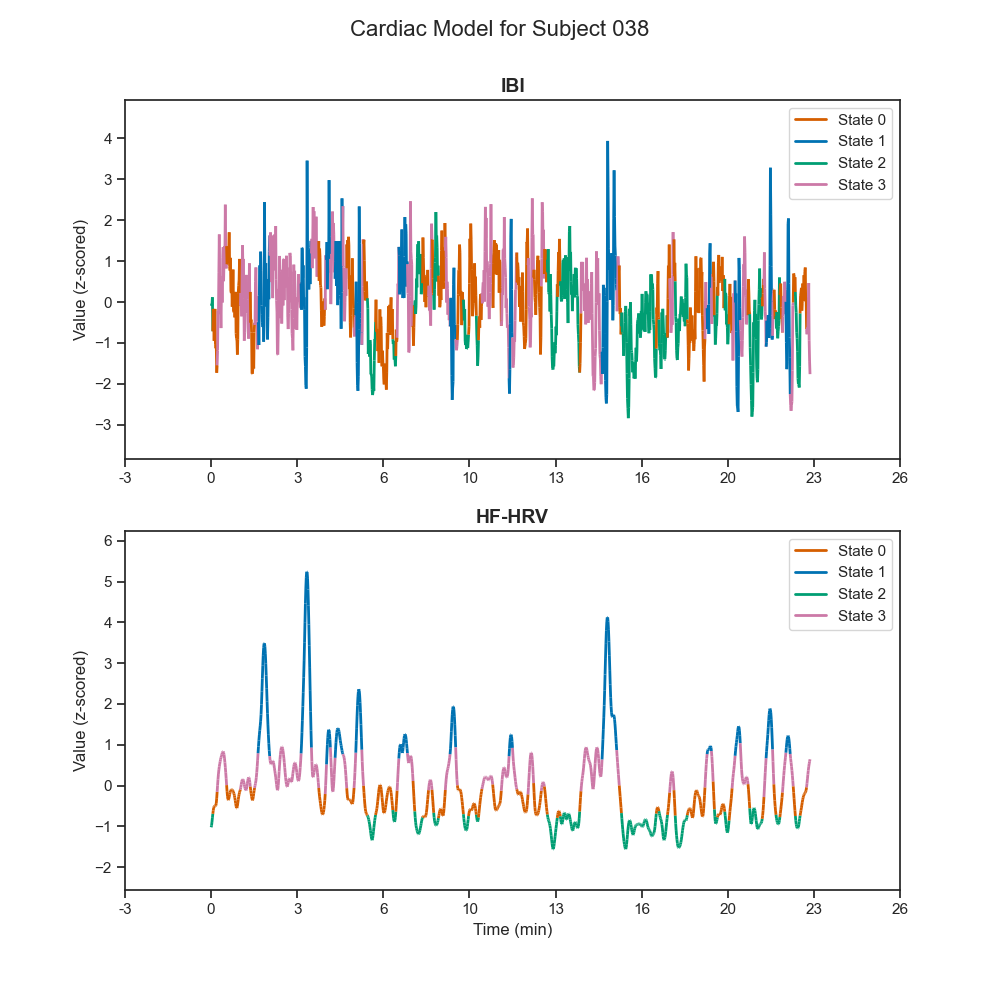 Cardiac Model for Subject 038
IBI
Value (z-scored)
4
3
2
1
0
−1
−2
−3
State 0
State 1
State 2
State 3
-3 0 3 6 10 13 16 20 23 26
HF-HRV
Value (z-scored)
6
5
4
3
2
1
0
−1
−2
State 0
State 1
State 2
State 3
-3 0 3 6 10 13 16 20 23 26
Time (min)